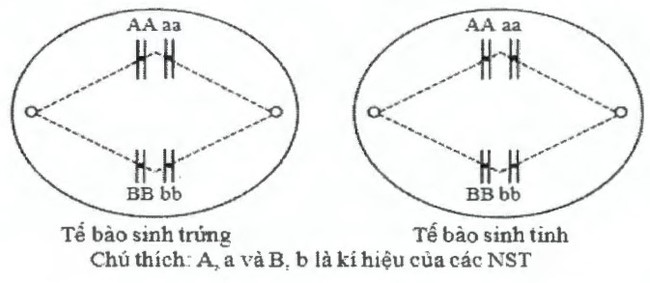 AA aa AA aa
BB bb BB bb
Tế bào sinh trứng Tế bào sinh tinh
Chú thích: A, a và B, b là kí hiệu của các NST